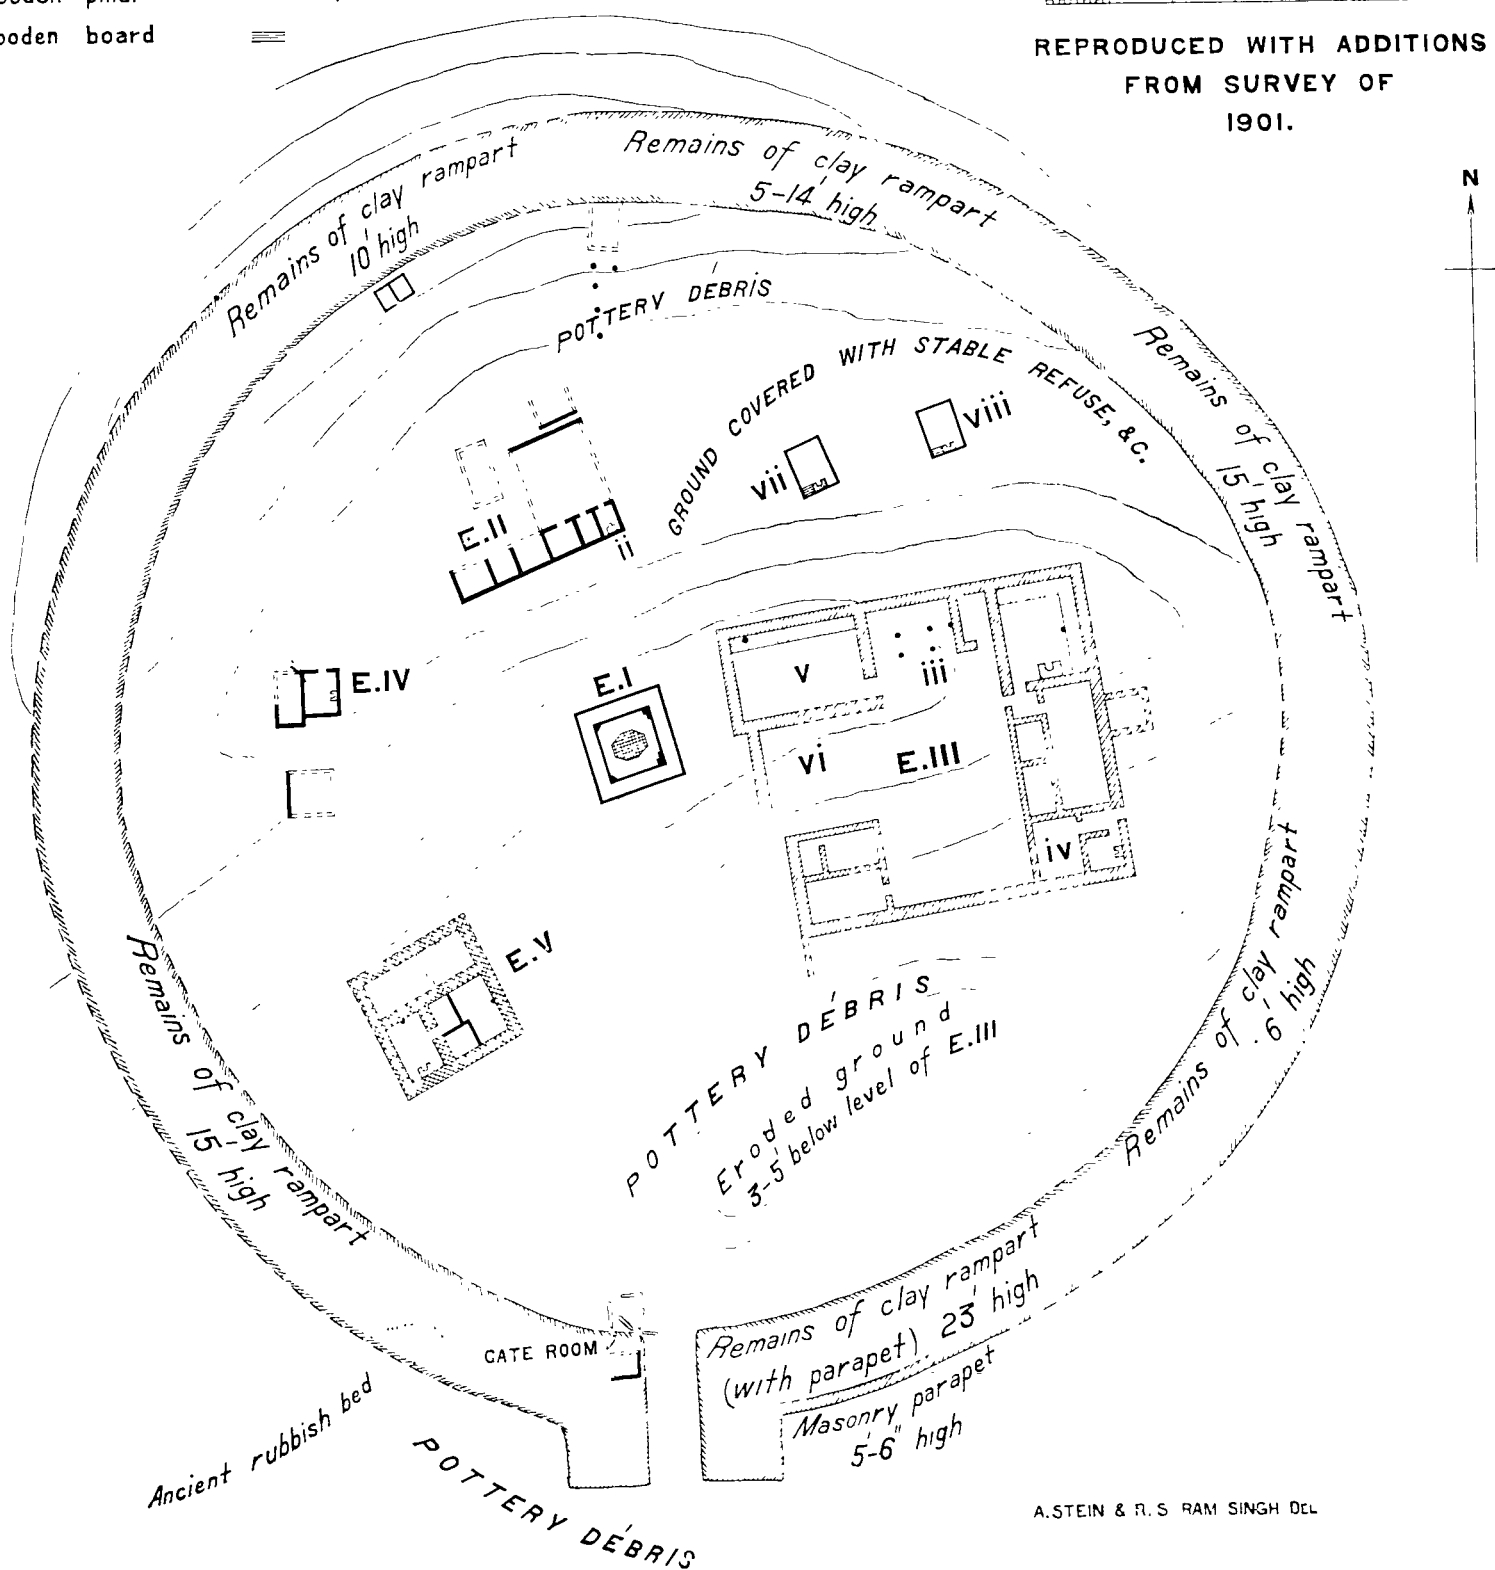 board
REPRODUCED WITH ADDITIONS
FROM SURVEY OF
1901.
N
Remains of clay rampart
10' high
Remains of clay rampart
5-14' high
POTTERY DÉBRIS
GROUND COVERED WITH STABLE REFUSE, &C.
Remains of clay rampart
15' high
viii
vii
E.II
ii
E.IV
E.I
v
iii
vi
E.III
iv
E.V
Remains of clay rampart
15' high
POTTERY DÉBRIS
Eroded ground
3-5' below level of E.III
Remains of clay rampart
6' high
GATE ROOM
Remains of clay rampart
(with parapet) 23' high
Masonry parapet
5'-6" high
Ancient rubbish bed
POTTERY DÉBRIS
A.STEIN & R.S RAM SINGH DEL